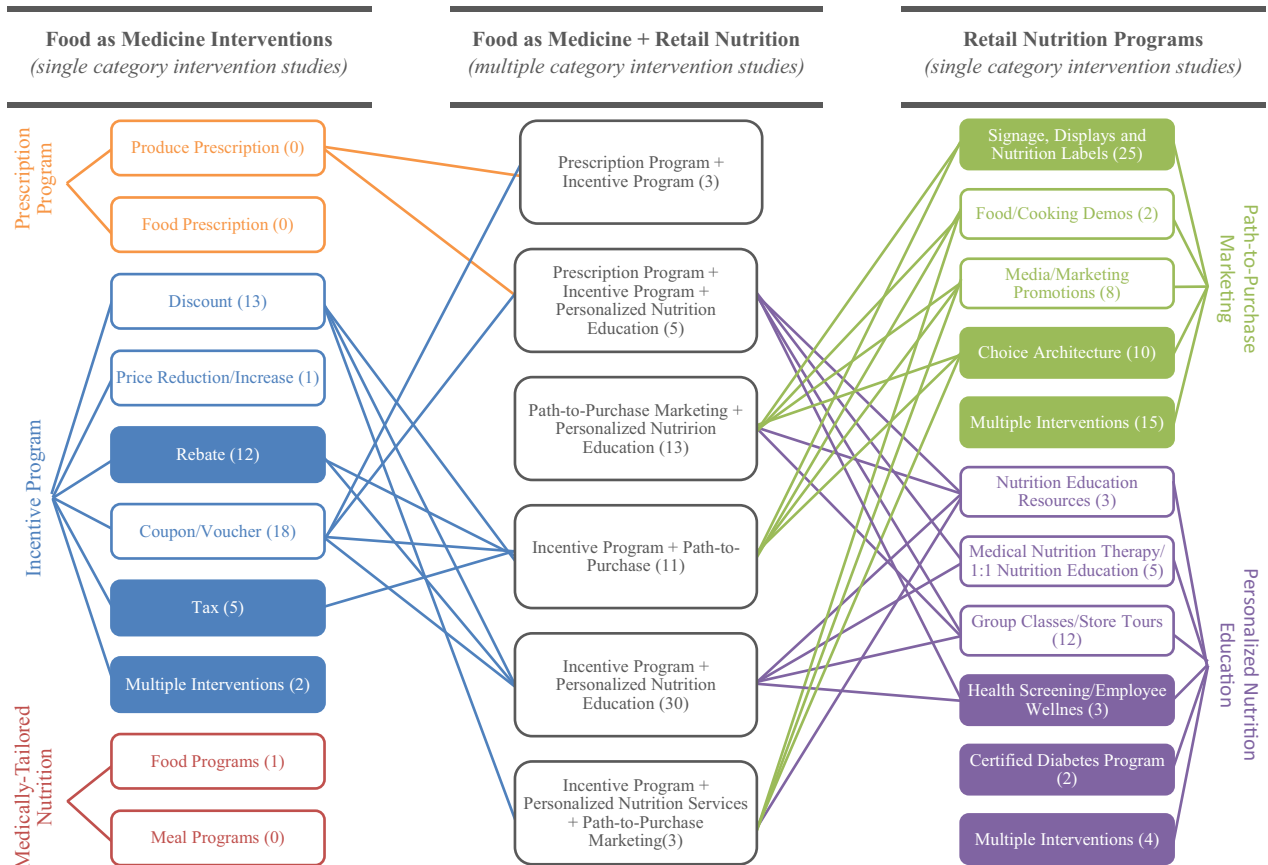 Food as Medicine Interventions
(single category intervention studies)
Food as Medicine + Retail Nutrition
(multiple category intervention studies)
Retail Nutrition Programs
(single category intervention studies)
Prescription
Program
Produce Prescription (0)
Food Prescription (0)
Incentive Program
Discount (13)
Price Reduction/Increase (1)
Rebate (12)
Coupon/Voucher (18)
Tax (5)
Multiple Interventions (2)
Medically-Tailored
Nutrition
Food Programs (1)
Meal Programs (0)
Prescription Program +
Incentive Program (3)
Prescription Program +
Incentive Program +
Personalized Nutrition
Education (5)
Path-to-Purchase Marketing +
Personalized Nutririon
Education (13)
Incentive Program + Path-to-
Purchase (11)
Incentive Program +
Personalized Nutrition
Education (30)
Incentive Program +
Personalized Nutrition Services
+ Path-to-Purchase
Marketing(3)
Signage, Displays and
Nutrition Labels (25)
Food/Cooking Demos (2)
Media/Marketing
Promotions (8)
Choice Architecture (10)
Multiple Interventions (15)
Path-to-Purchase
Marketing
Nutrition Education
Resources (3)
Medical Nutrition Therapy/
1:1 Nutrition Education (5)
Group Classes/Store Tours
(12)
Health Screening/Employee
Wellnes (3)
Certified Diabetes Program
(2)
Multiple Interventions (4)
Personalized Nutrition
Education